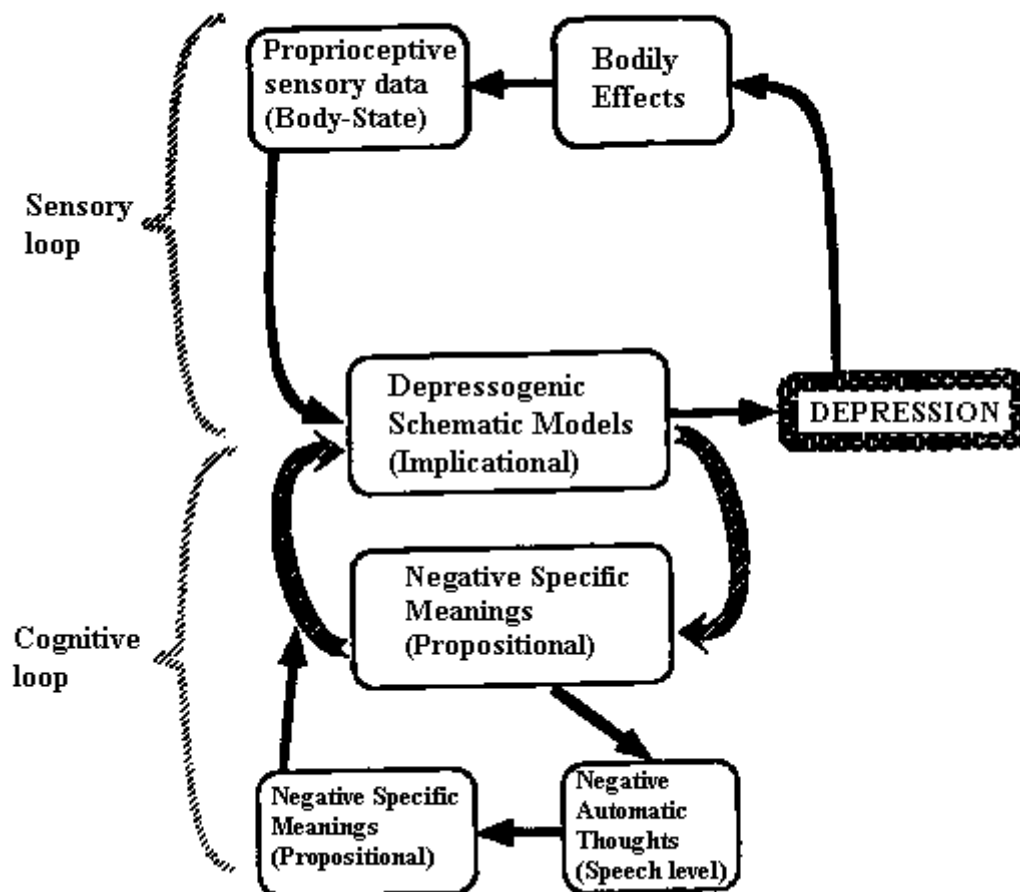 Proprioceptive
sensory data
(Body-State)
Bodily
Effects
Sensory
loop
Depressogenic
Schematic Models
(Implicational)
DEPRESSION
Negative Specific
Meanings
(Propositional)
Cognitive
loop
Negative Specific
Meanings
(Propositional)
Negative
Automatic
Thoughts
(Speech level)